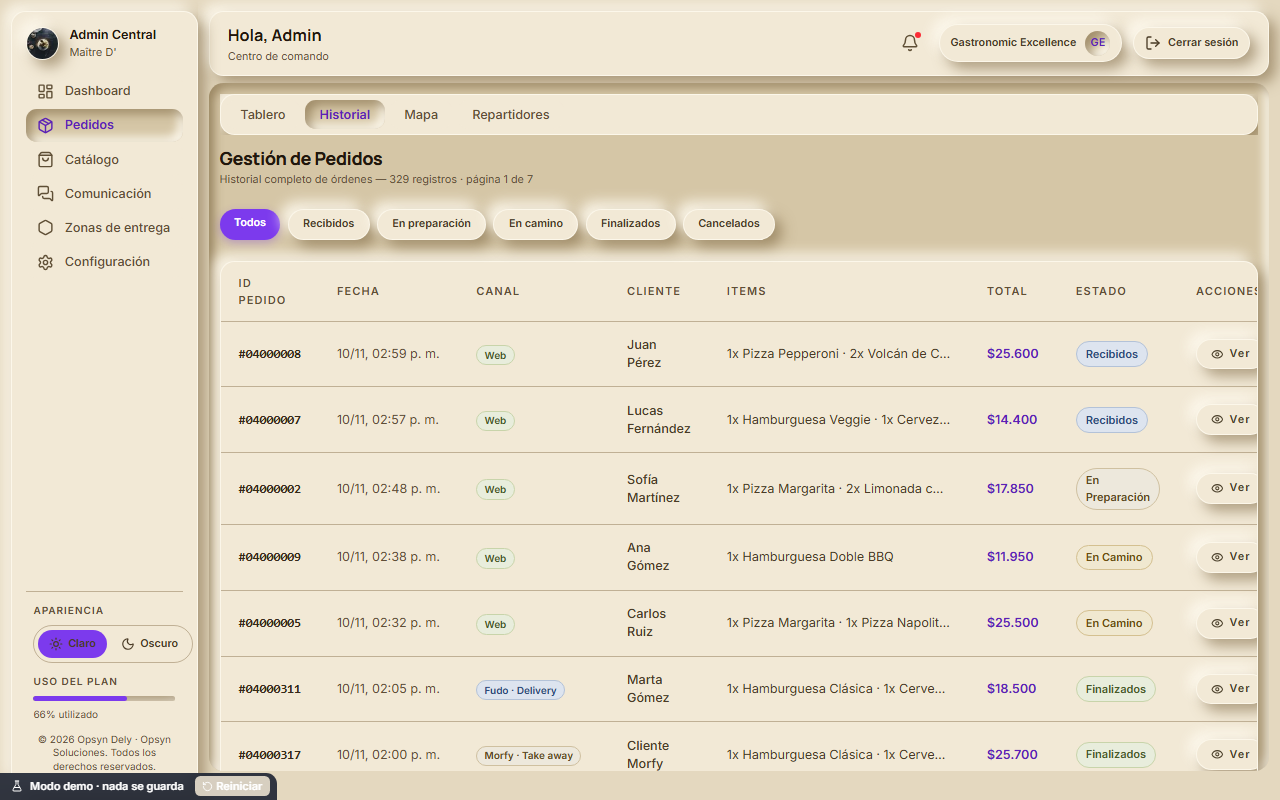 Admin Central
Maître D'
Dashboard
Pedidos
Catálogo
Comunicación
Zonas de entrega
Configuración
APARIENCIA
Claro
Oscuro
USO DEL PLAN
66% utilizado
© 2026 Opsyn Dely · Opsyn
Soluciones. Todos los
derechos reservados.
Modo demo · nada se guarda
Reiniciar
Hola, Admin
Centro de comando
Gastronomic Excellence
GE
Cerrar sesión
Tablero
Historial
Mapa
Repartidores
Gestión de Pedidos
Historial completo de órdenes — 329 registros · página 1 de 7
Todos
Recibidos
En preparación
En camino
Finalizados
Cancelados
ID
PEDIDO
FECHA
CANAL
CLIENTE
ITEMS
TOTAL
ESTADO
ACCIONES
#04000008
10/11, 02:59 p. m.
Web
Juan
Pérez
1x Pizza Pepperoni · 2x Volcán de C...
$25.600
Recibidos
Ver
#04000007
10/11, 02:57 p. m.
Web
Lucas
Fernández
1x Hamburguesa Veggie · 1x Cervez...
$14.400
Recibidos
Ver
#04000002
10/11, 02:48 p. m.
Web
Sofía
Martínez
1x Pizza Margarita · 2x Limonada c...
$17.850
En
Preparación
Ver
#04000009
10/11, 02:38 p. m.
Web
Ana
Gómez
1x Hamburguesa Doble BBQ
$11.950
En Camino
Ver
#04000005
10/11, 02:32 p. m.
Web
Carlos
Ruiz
1x Pizza Margarita · 1x Pizza Napolit...
$25.500
En Camino
Ver
#04000311
10/11, 02:05 p. m.
Fudo · Delivery
Marta
Gómez
1x Hamburguesa Clásica · 1x Cerve...
$18.500
Finalizados
Ver
#04000317
10/11, 02:00 p. m.
Morfy · Take away
Cliente
Morfy
1x Hamburguesa Clásica · 1x Cerve...
$25.700
Finalizados
Ver